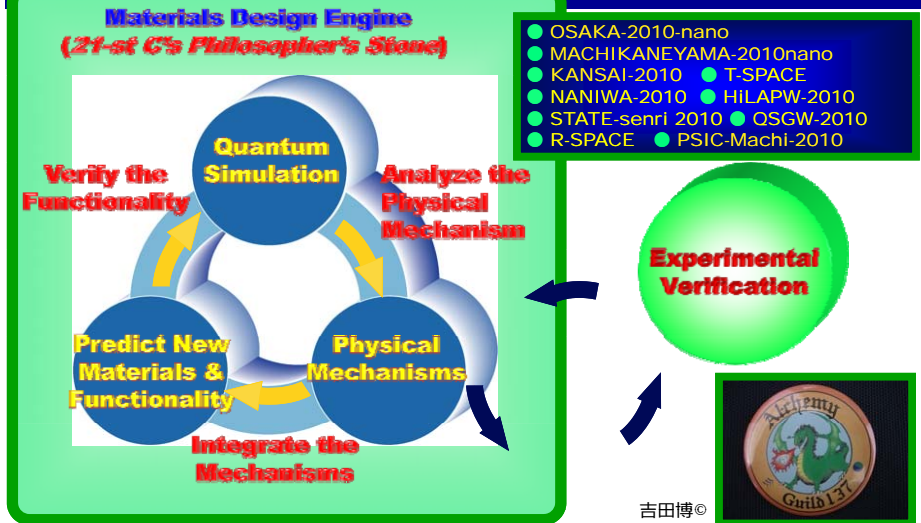 Materials Design Engine
(21-st C's Philosopher's Stone)
● OSAKA-2010-nano
● MACHIKANEYAMA-2010nano
● KANSAI-2010 ● T-SPACE
● NANIWA-2010 ● HiLAPW-2010
● STATE-senri 2010 ● QSGW-2010
● R-SPACE ● PSIC-Machi-2010
Quantum
Simulation
Verify the
Functionality
Analyze the
Physical
Mechanism
Experimental
Verification
Predict New
Materials &
Functionality
Physical
Mechanisms
Integrate the
Mechanisms
Alchemy
Guild 137
吉田博©